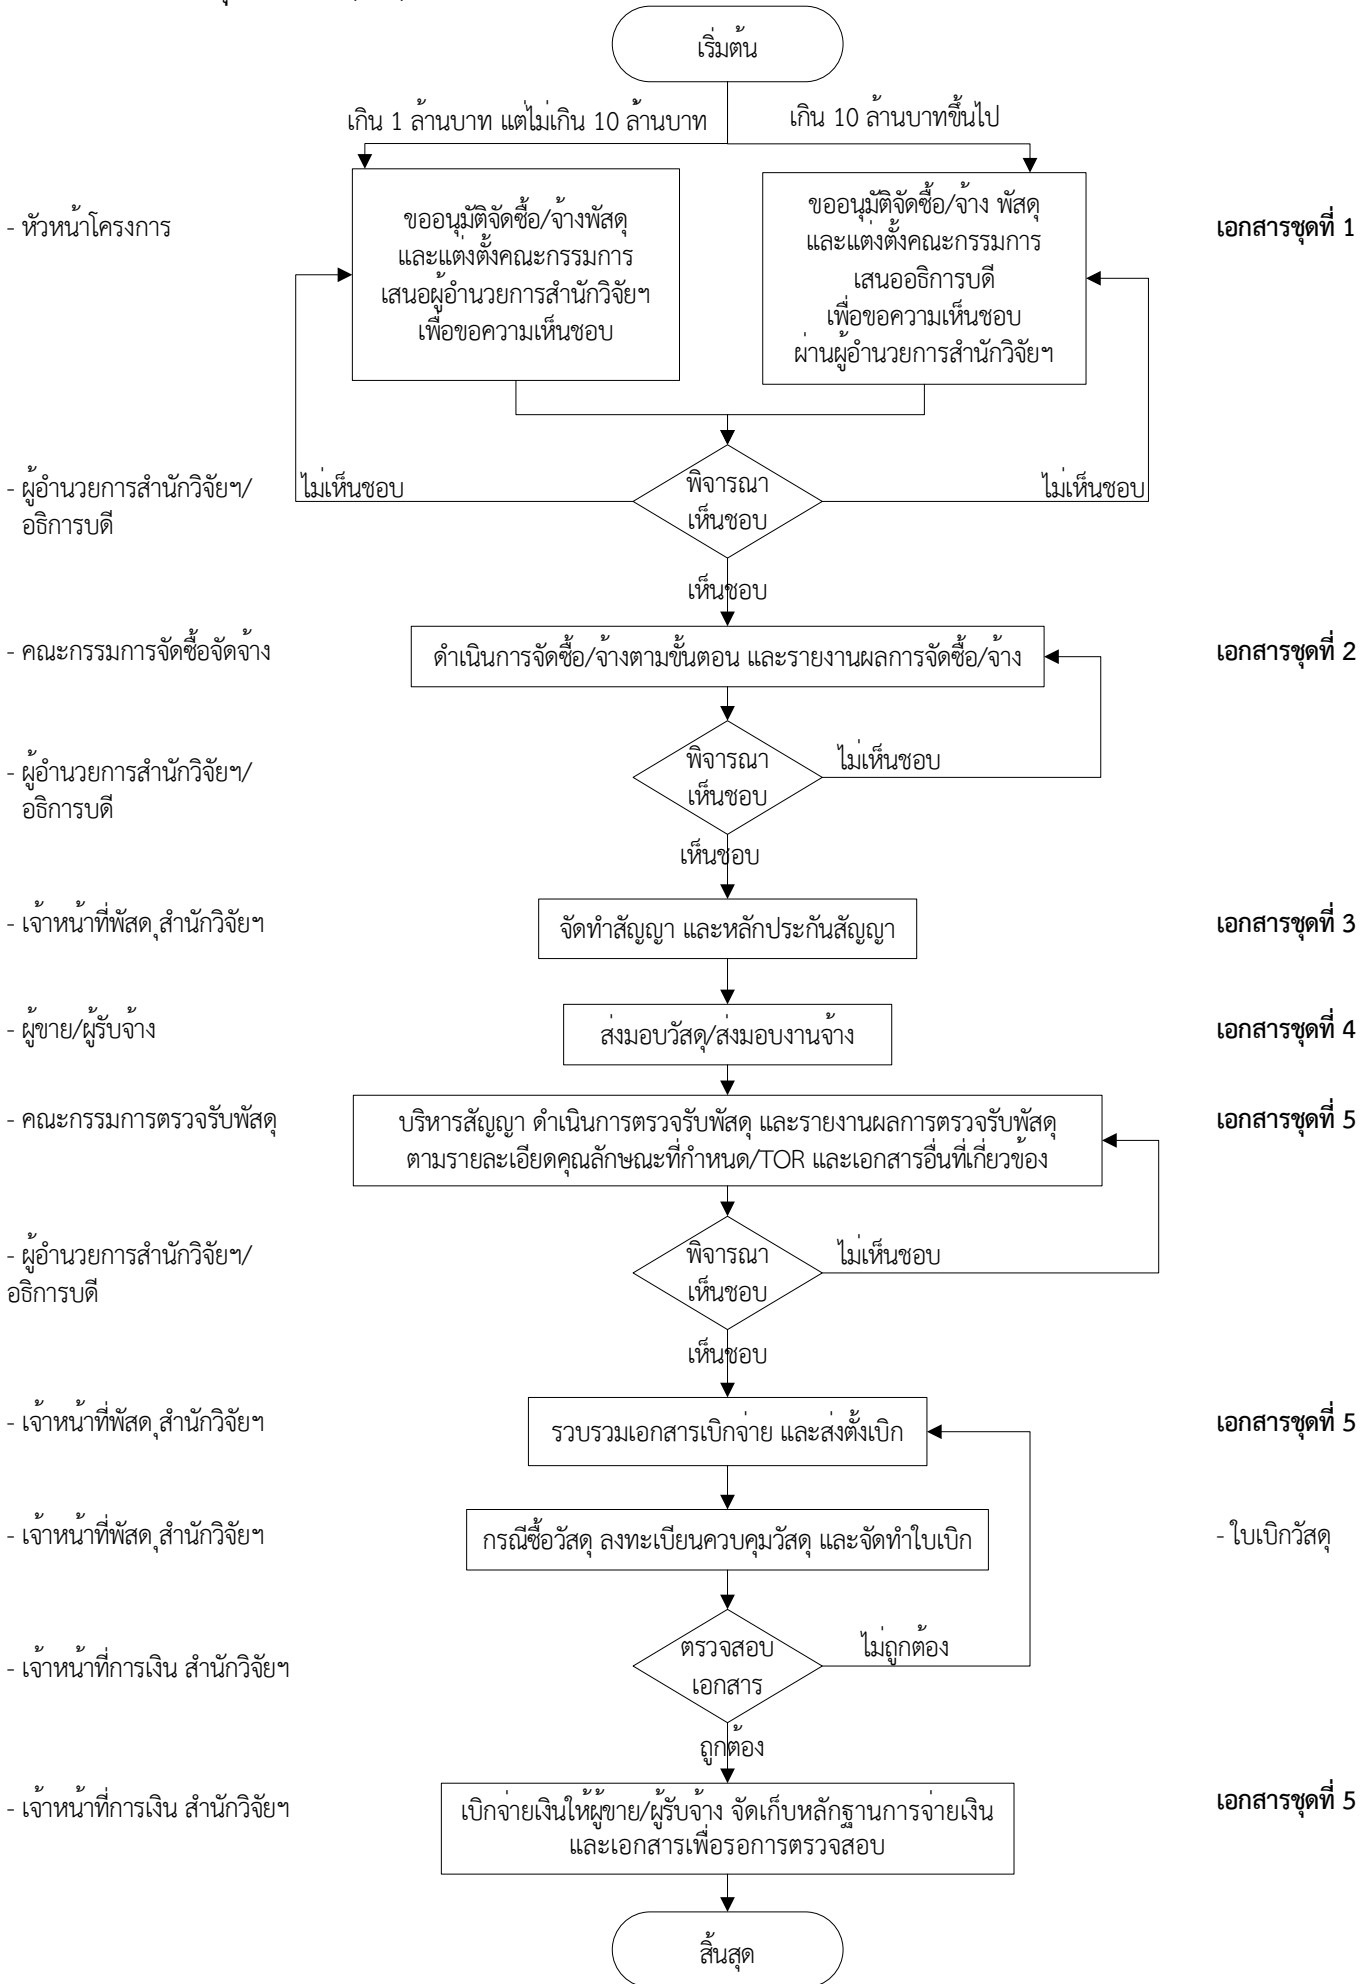 เริ่มต้น
เกิน 1 ล้านบาท แต่ไม่เกิน 10 ล้านบาท
เกิน 10 ล้านบาทขึ้นไป
- หัวหน้าโครงการ
ขออนุมัติจัดซื้อ/จ้างพัสดุ
และแต่งตั้งคณะกรรมการ
เสนอผู้อำนวยการสำนักวิจัยฯ
เพื่อขอความเห็นชอบ
ขออนุมัติจัดซื้อ/จ้าง พัสดุ
และแต่งตั้งคณะกรรมการ
เสนออธิการบดี
เพื่อขอความเห็นชอบ
ผ่านผู้อำนวยการสำนักวิจัยฯ
เอกสารชุดที่ 1
- ผู้อำนวยการสำนักวิจัยฯ/
อธิการบดี
ไม่เห็นชอบ
พิจารณา
เห็นชอบ
ไม่เห็นชอบ
เห็นชอบ
- คณะกรรมการจัดซื้อจัดจ้าง
ดำเนินการจัดซื้อ/จ้างตามขั้นตอน และรายงานผลการจัดซื้อ/จ้าง
เอกสารชุดที่ 2
- ผู้อำนวยการสำนักวิจัยฯ/
อธิการบดี
พิจารณา
เห็นชอบ
ไม่เห็นชอบ
เห็นชอบ
- เจ้าหน้าที่พัสดุ สำนักวิจัยฯ
จัดทำสัญญา และหลักประกันสัญญา
เอกสารชุดที่ 3
- ผู้ขาย/ผู้รับจ้าง
ส่งมอบวัสดุ/ส่งมอบงานจ้าง
เอกสารชุดที่ 4
- คณะกรรมการตรวจรับพัสดุ
บริหารสัญญา ดำเนินการตรวจรับพัสดุ และรายงานผลการตรวจรับพัสดุ
ตามรายละเอียดคุณลักษณะที่กำหนด/TOR และเอกสารอื่นที่เกี่ยวข้อง
เอกสารชุดที่ 5
- ผู้อำนวยการสำนักวิจัยฯ/
อธิการบดี
พิจารณา
เห็นชอบ
ไม่เห็นชอบ
เห็นชอบ
- เจ้าหน้าที่พัสดุ สำนักวิจัยฯ
รวบรวมเอกสารเบิกจ่าย และส่งตั้งเบิก
เอกสารชุดที่ 5
- เจ้าหน้าที่พัสดุ สำนักวิจัยฯ
กรณีซื้อวัสดุ ลงทะเบียนควบคุมวัสดุ และจัดทำใบเบิก
- ใบเบิกวัสดุ
- เจ้าหน้าที่การเงิน สำนักวิจัยฯ
ตรวจสอบ
เอกสาร
ไม่ถูกต้อง
ถูกต้อง
- เจ้าหน้าที่การเงิน สำนักวิจัยฯ
เบิกจ่ายเงินให้ผู้ขาย/ผู้รับจ้าง จัดเก็บหลักฐานการจ่ายเงิน
และเอกสารเพื่อรอการตรวจสอบ
เอกสารชุดที่ 5
สิ้นสุด